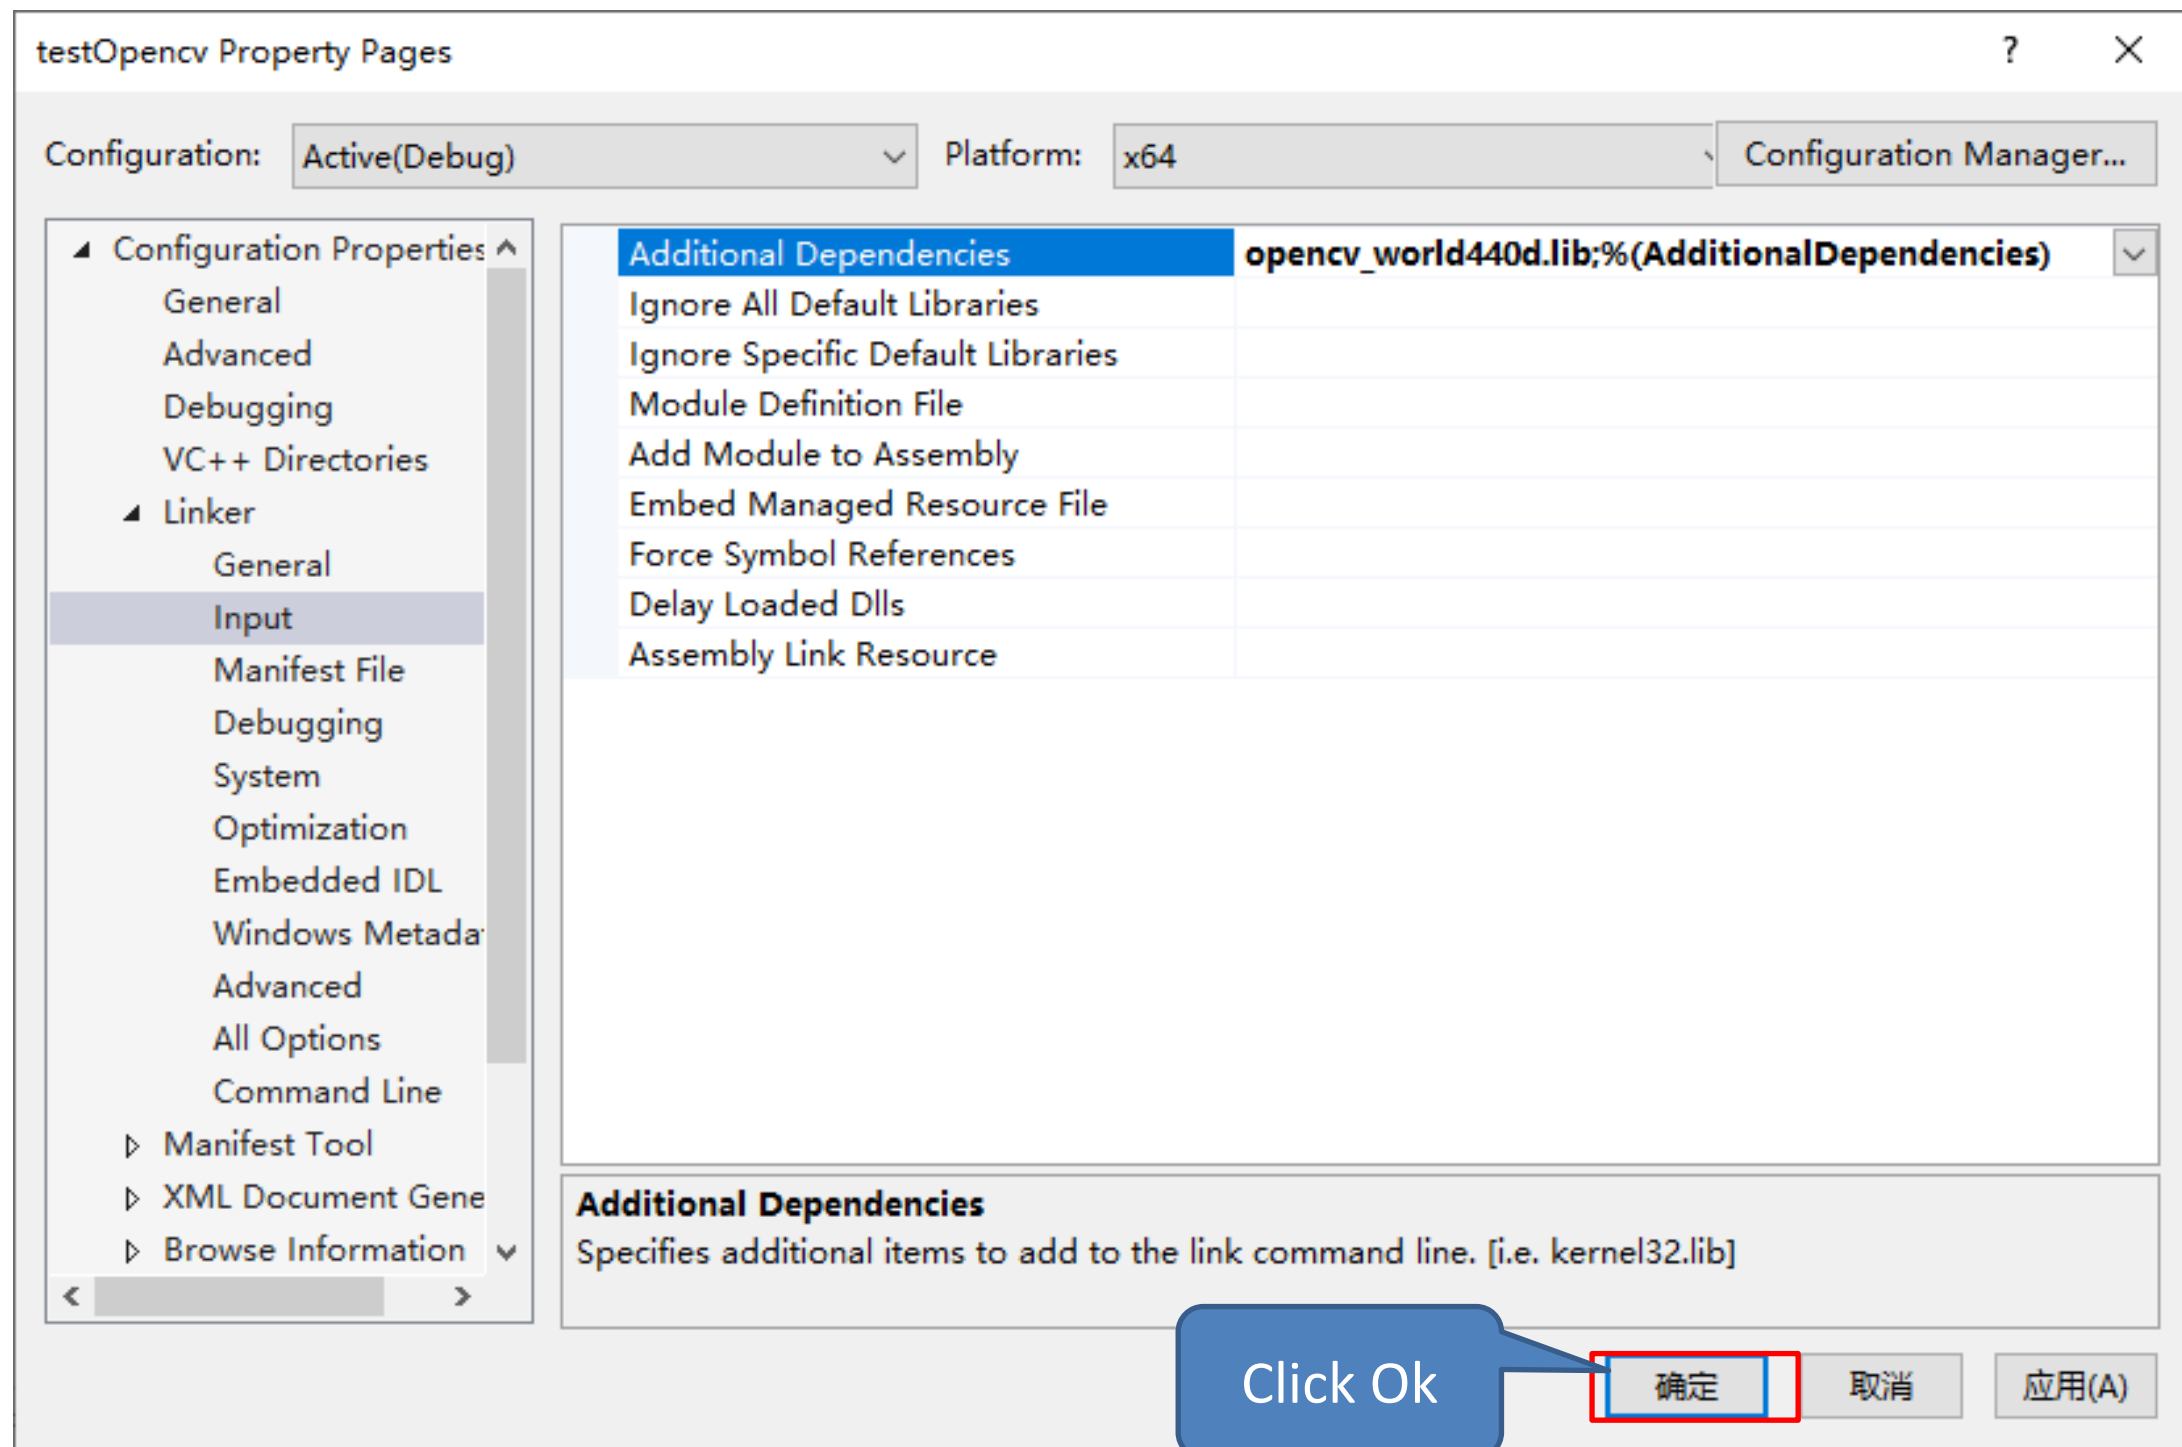 testOpencv Property Pages
?
Configuration: Active(Debug) Platform: x64 Configuration Manager...
Configuration Properties
General
Advanced
Debugging
VC++ Directories
Linker
General
Input
Manifest File
Debugging
System
Optimization
Embedded IDL
Windows Metada
Advanced
All Options
Command Line
Manifest Tool
XML Document Gene
Browse Information
Additional Dependencies opencv_world440d.lib;%(AdditionalDependencies)
Ignore All Default Libraries
Ignore Specific Default Libraries
Module Definition File
Add Module to Assembly
Embed Managed Resource File
Force Symbol References
Delay Loaded Dlls
Assembly Link Resource
Additional Dependencies
Specifies additional items to add to the link command line. [i.e. kernel32.lib]
Click Ok
确定 取消 应用(A)